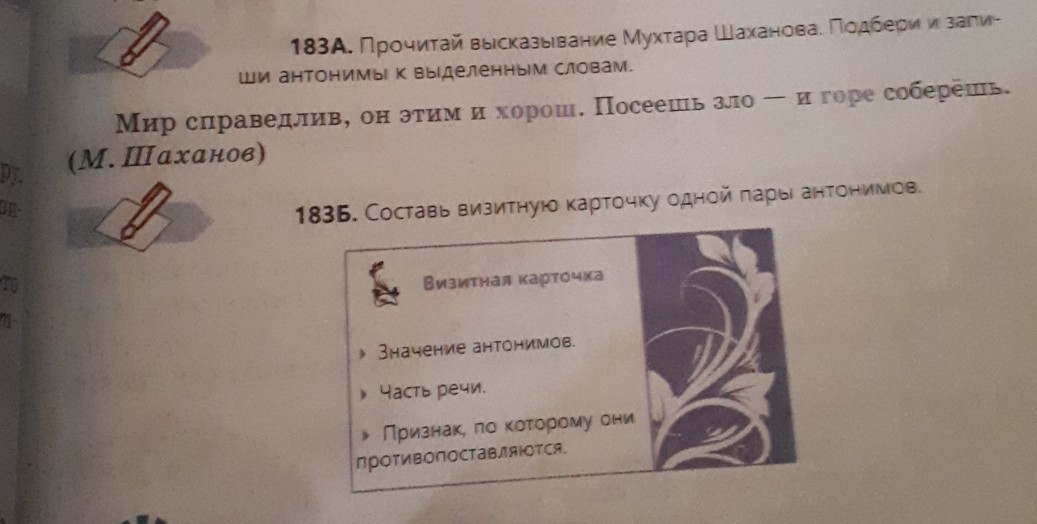 183А. Прочитай высказывание Мухтара Шаханова. Подбери и запи-
ши антонимы к выделенным словам.
Мир справедлив, он этим и хорош. Посеешь зло — и горе соберёшь.
(М. Шаханов)
183Б. Составь визитную карточку одной пары антонимов.
Визитная карточка
Значение антонимов.
Часть речи.
Признак, по которому они
противопоставляются.